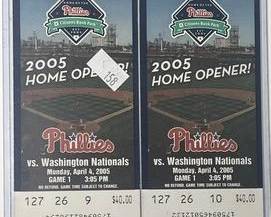 Phillies
Citizens Bank Park
2005
HOME OPENER!
158
Phillies
vs. Washington Nationals
Monday, April 4, 2005
GAME 1 3:05 PM
NO REFUND. GAME TIME SUBJECT TO CHANGE.
127 26 9 $40.00
Phillies
Citizens Bank Park
2005
HOME OPENER!
Phillies
vs. Washington Nationals
Monday, April 4, 2005
GAME 1 3:05 PM
NO REFUND. GAME TIME SUBJECT TO CHANGE.
127 26 10 $40.00